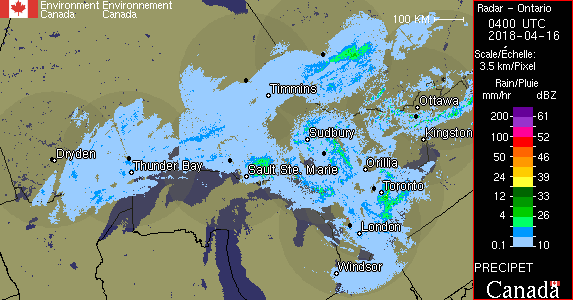 Environment Environnement
Canada Canada
100 KM
Radar - Ontario
0400 UTC
2018-04-16
Scale/Échelle:
3.5 km/Pixel
Rain/Pluie
mm/hr dBZ
200 61
100 52
50 46
24 39
12 33
4 26
0.1 10
PRECIPET
Canada
Timmins
Ottawa
Sudbury
Kingston
Dryden
Thunder Bay
Sault Ste. Marie
Orillia
Toronto
London
Windsor